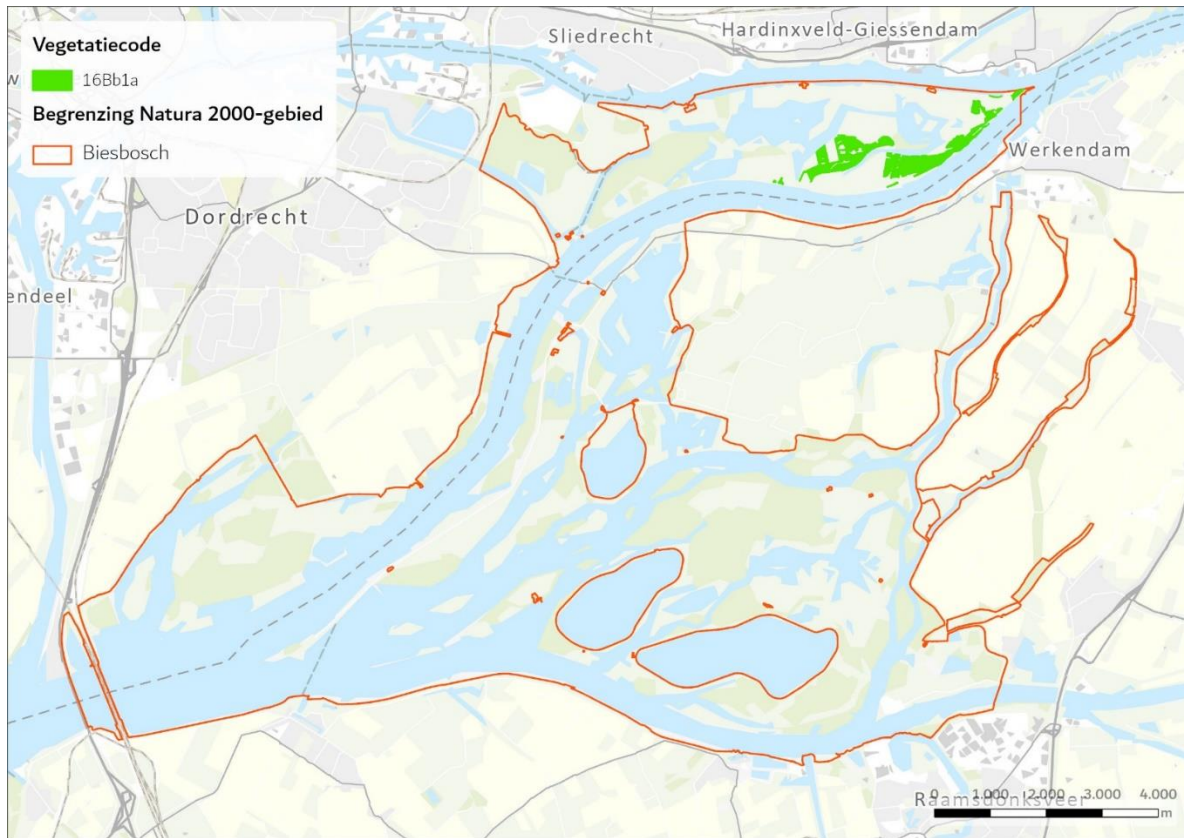 Vegetatiecode
16Bb1a
Begrenzing Natura 2000-gebied
Biesbosch
Sliedrecht
Hardinxveld-Giessendam
Werkendam
Dordrecht
endeel
Raamsdonksveer
0 1.000 2.000 3.000 4.000
m